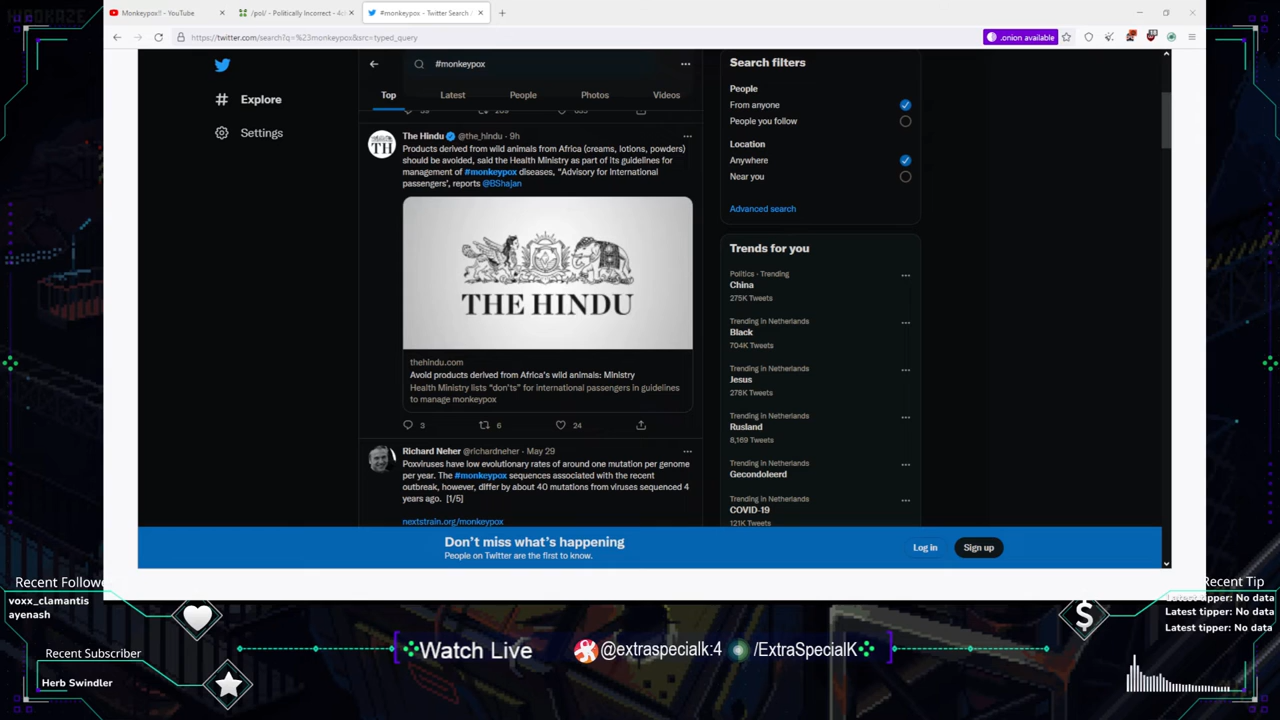 Monkeypox!! - YouTube
/pol/ - Politically Incorrect - 4ch
#monkeypox - Twitter Search /
https://twitter.com/search?q=%23monkeypox&src=typed_query
.onion available
#monkeypox
Explore
Settings
Top
Latest
People
Photos
Videos
The Hindu @the_hindu · 9h
Products derived from wild animals from Africa (creams, lotions, powders)
should be avoided, said the Health Ministry as part of its guidelines for
management of #monkeypox diseases, "Advisory for International
passengers', reports @BShajan
THE HINDU
thehindu.com
Avoid products derived from Africa's wild animals: Ministry
Health Ministry lists "don'ts" for international passengers in guidelines
to manage monkeypox
3
6
24
Richard Neher @richardneher · May 29
Poxviruses have low evolutionary rates of around one mutation per genome
per year. The #monkeypox sequences associated with the recent
outbreak, however, differ by about 40 mutations from viruses sequenced 4
years ago. [1/5]
nextstrain.org/monkeypox
Search filters
People
From anyone
People you follow
Location
Anywhere
Near you
Advanced search
Trends for you
Politics · Trending
China
275K Tweets
Trending in Netherlands
Black
704K Tweets
Trending in Netherlands
Jesus
278K Tweets
Trending in Netherlands
Rusland
8,169 Tweets
Trending in Netherlands
Gecondoleerd
Trending in Netherlands
COVID-19
121K Tweets
Don't miss what's happening
People on Twitter are the first to know.
Log in
Sign up
Recent Followe
voxx_clamantis
ayenash
Recent Subscriber
Herb Swindler
Watch Live
@extraspecialk:4
/ExtraSpecialK
Recent Tip
Latest tipper: No data
Latest tipper: No data
Latest tipper: No data